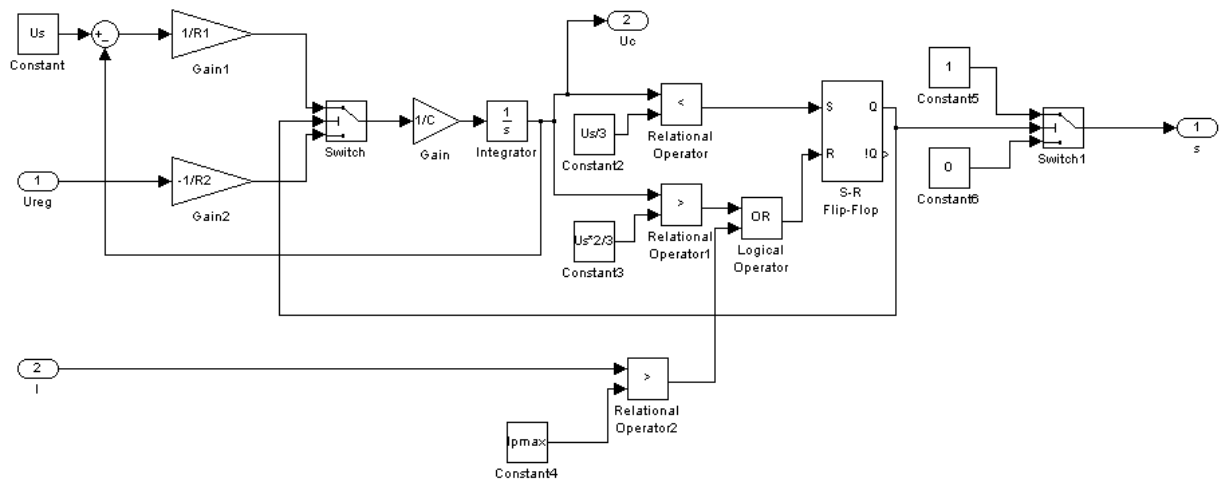 2
Uc
Us
Constant
+
-
1/R1
Gain1
Switch
1/C
Gain
1
s
Integrator
<
Relational
Operator
Us/3
Constant2
S
Q
R
!Q
S-R
Flip-Flop
1
Constant5
0
Constant6
Switch1
1
s
1
Ureg
-1/R2
Gain2
>
Relational
Operator1
Us*2/3
Constant3
OR
Logical
Operator
2
I
>
Relational
Operator2
Ipmax
Constant4